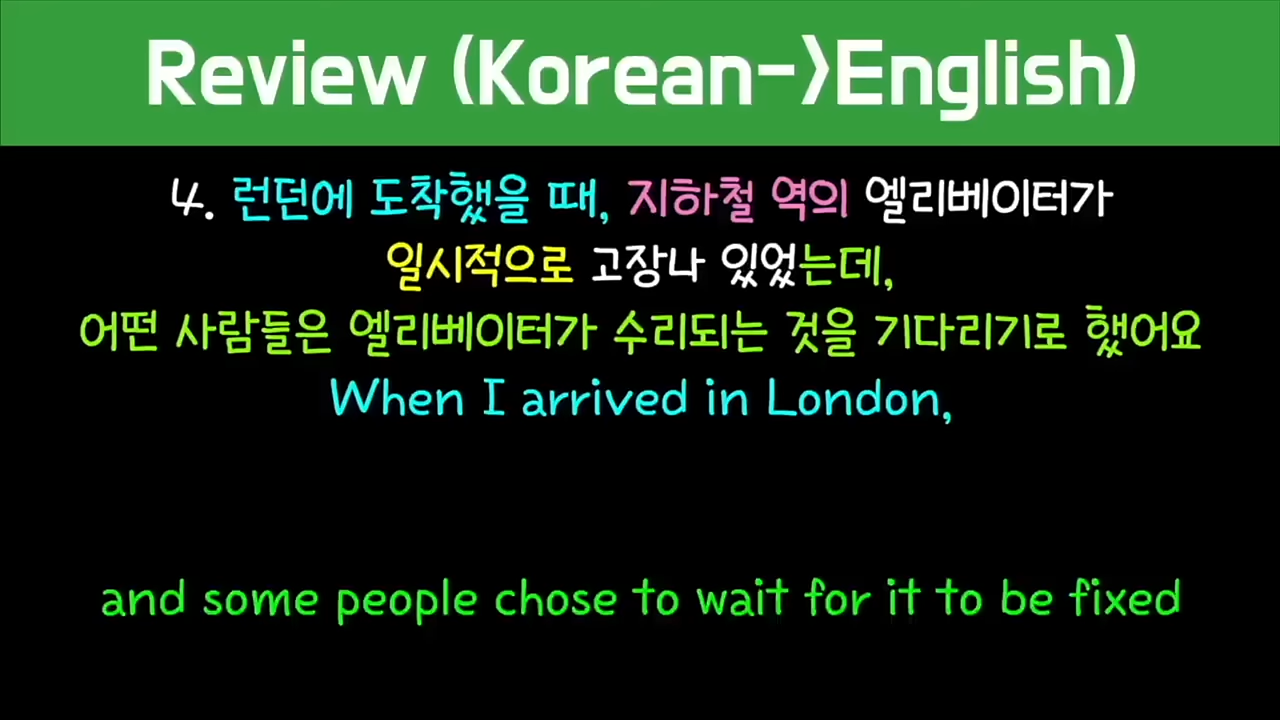 Review (Korean->English)
4. 런던에 도착했을 때, 지하철 역의 엘리베이터가
일시적으로 고장나 있었는데,
어떤 사람들은 엘리베이터가 수리되는 것을 기다리기로 했어요
When I arrived in London,
and some people chose to wait for it to be fixed